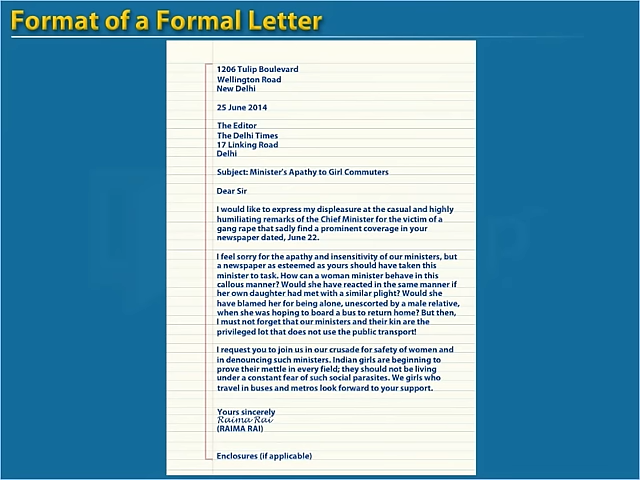 Format of a Formal Letter
1206 Tulip Boulevard
Wellington Road
New Delhi
25 June 2014
The Editor
The Delhi Times
17 Linking Road
Delhi
Subject: Minister's Apathy to Girl Commuters
Dear Sir
I would like to express my displeasure at the casual and highly
humiliating remarks of the Chief Minister for the victim of a
gang rape that sadly find a prominent coverage in your
newspaper dated, June 22.
I feel sorry for the apathy and insensitivity of our ministers, but
a newspaper as esteemed as yours should have taken this
minister to task. How can a woman minister behave in this
callous manner? Would she have reacted in the same manner if
her own daughter had met with a similar plight? Would she
have blamed her for being alone, unescorted by a male relative,
when she was hoping to board a bus to return home? But then,
I must not forget that our ministers and their kin are the
privileged lot that does not use the public transport!
I request you to join us in our crusade for safety of women and
in denouncing such ministers. Indian girls are beginning to
prove their mettle in every field; they should not be living
under a constant fear of such social parasites. We girls who
travel in buses and metros look forward to your support.
Yours sincerely
Raima Rai
(RAIMA RAI)
Enclosures (if applicable)